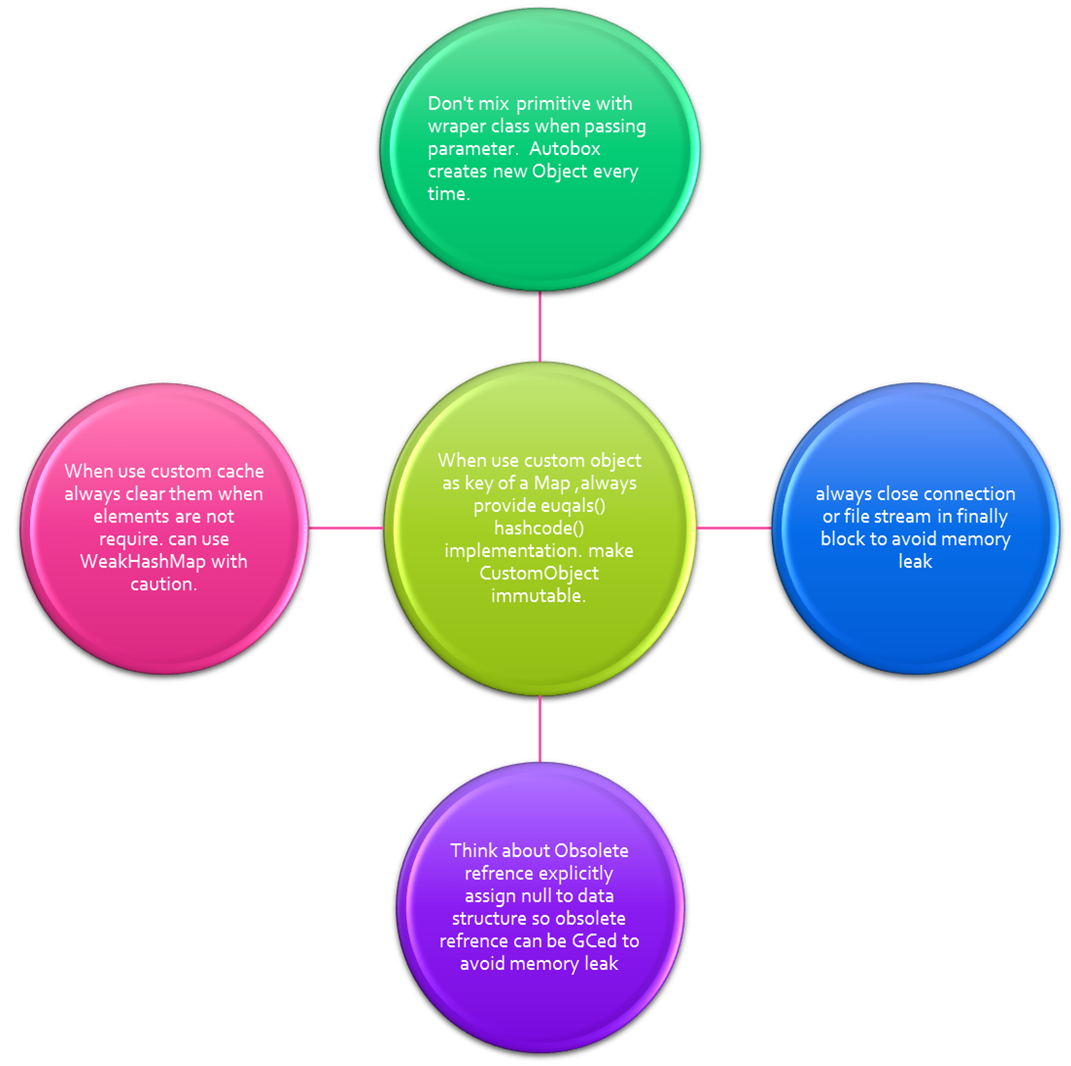 Don't mix primitive with
wraper class when passing
parameter. Autobox
creates new Object every
time.
When use custom cache
always clear them when
elements are not
require. can use
WeakHashMap with
caution.
When use custom object
as key of a Map ,always
provide euqals()
hashcode()
implementation. make
CustomObject
immutable.
always close connection
or file stream in finally
block to avoid memory
leak
Think about Obsolete
refrence explicitly
assign null to data
structure so obsolete
refrence can be GCed to
avoid memory leak